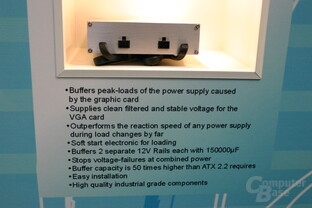 •Buffers peak-loads of the power supply caused
by the graphic card
•Supplies clean filtered and stable voltage for the
VGA card
•Outperforms the reaction speed of any power supply
during load changes by far
•Soft start electronic for loading
•Buffers 2 separate 12V Rails each with 150000µF
•Stops voltage-failures at combined power
•Buffer capacity is 50 times higher than ATX 2.2 requires
•Easy installation
•High quality industrial grade components
Computer
Base